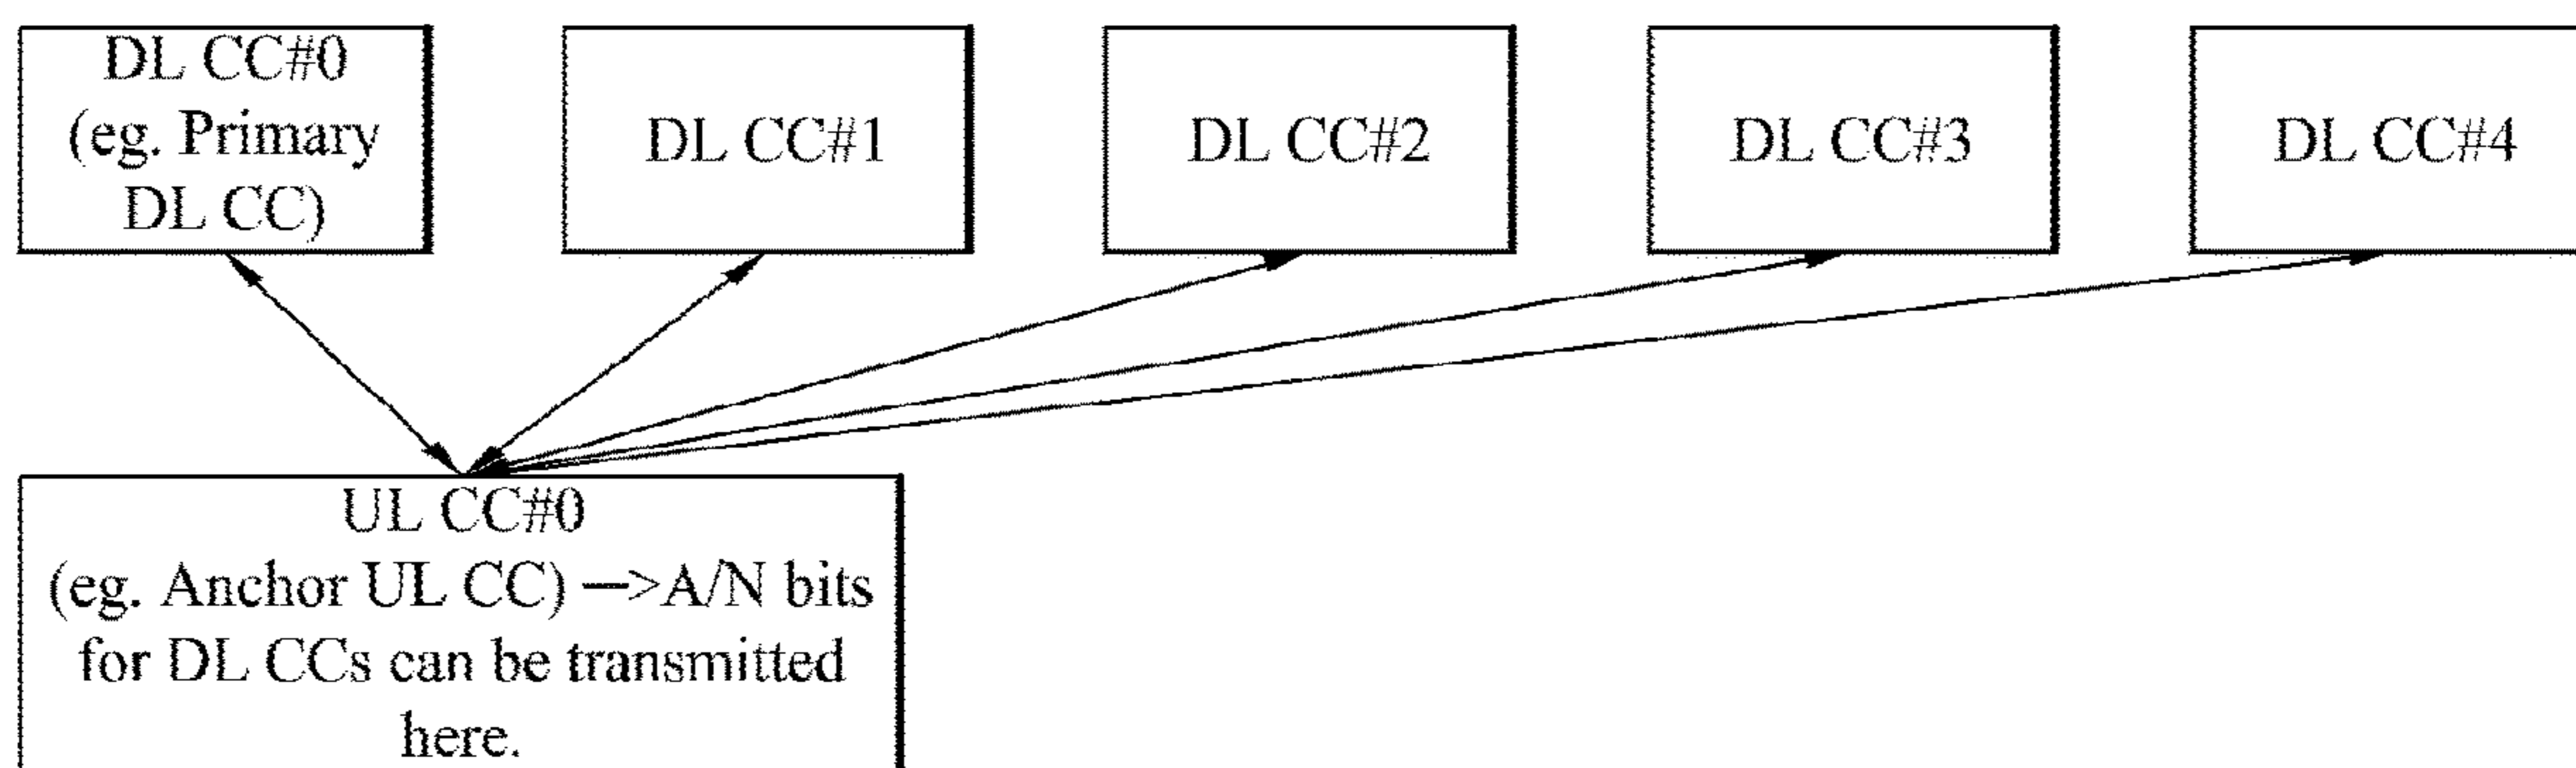 DL CC#0
(eg. Primary
DL CC)
DL CC#1
DL CC#2
DL CC#3
DL CC#4
UL CC#0
(eg. Anchor UL CC) —>A/N bits
for DL CCs can be transmitted
here.